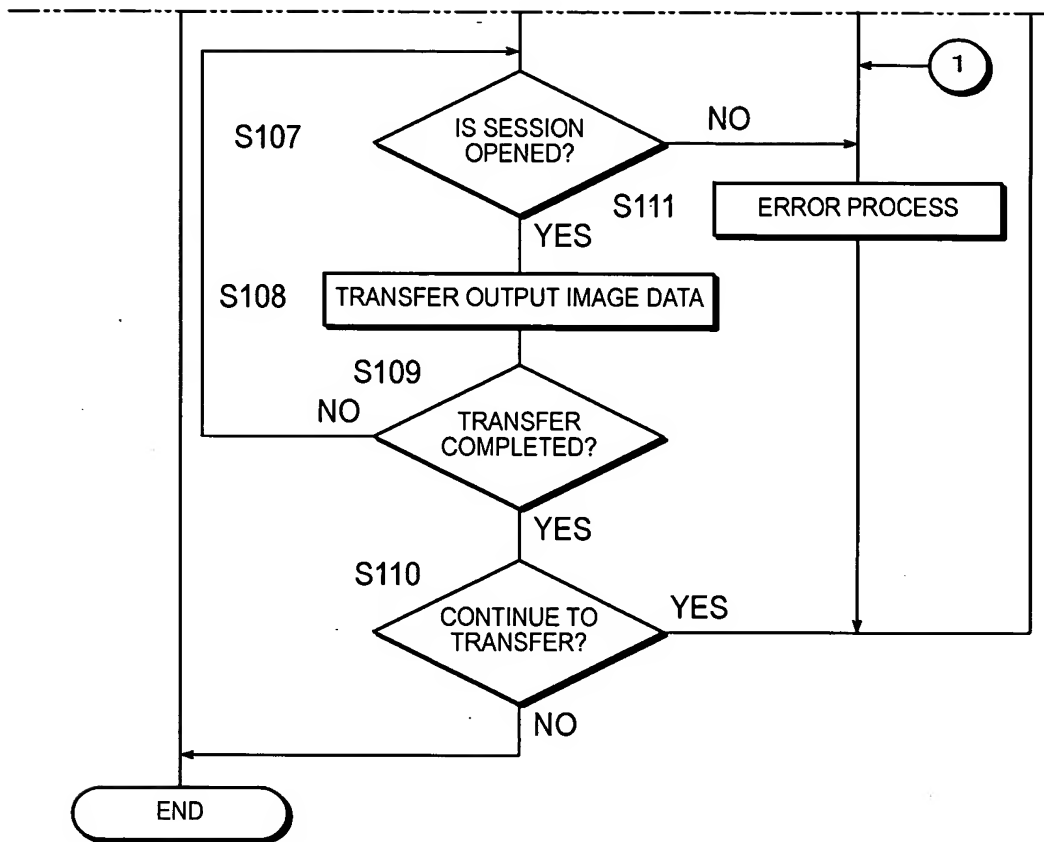 1
S107
IS SESSION
OPENED?
NO
S111
ERROR PROCESS
YES
S108
TRANSFER OUTPUT IMAGE DATA
S109
NO
TRANSFER
COMPLETED?
YES
S110
CONTINUE TO
TRANSFER?
YES
NO
END